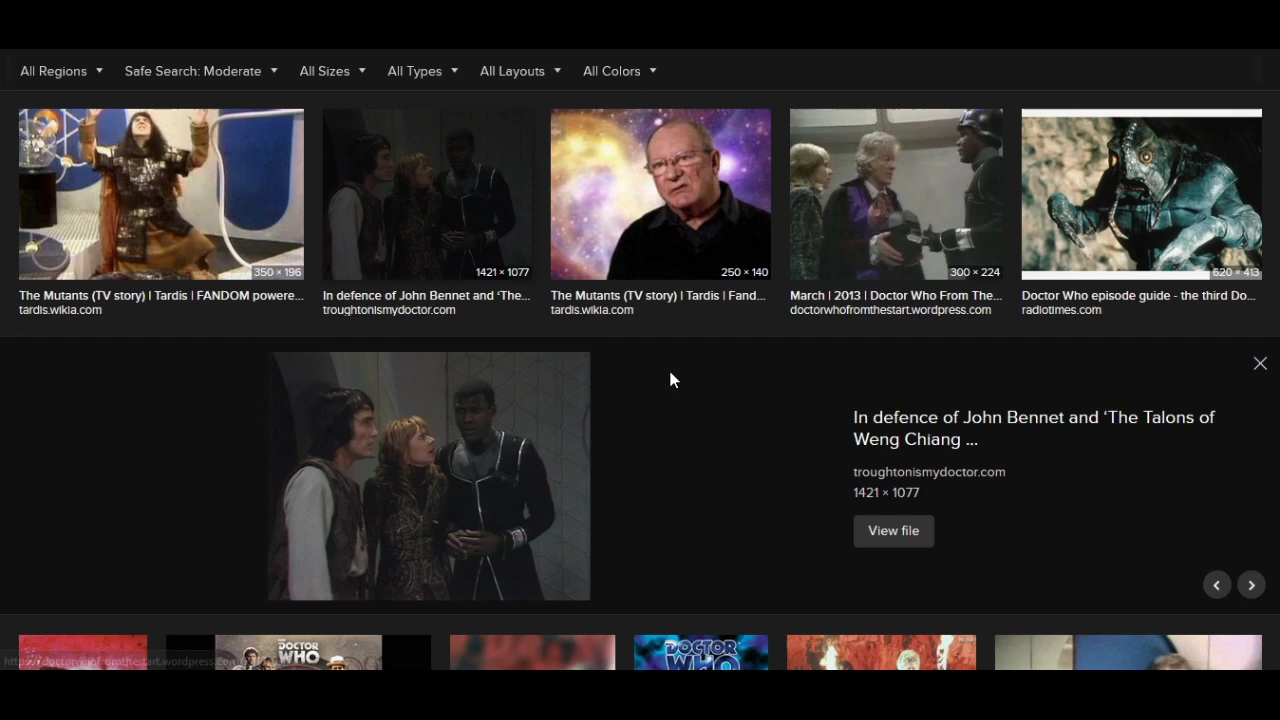 All Regions
Safe Search: Moderate
All Sizes
All Types
All Layouts
All Colors
350 × 196
1421 × 1077
250 × 140
300 × 224
620 × 413
The Mutants (TV story) | Tardis | FANDOM powere...
tardis.wikia.com
In defence of John Bennet and ‘The...
troughtonismydoctor.com
The Mutants (TV story) | Tardis | Fand...
tardis.wikia.com
March | 2013 | Doctor Who From The...
doctorwhofromthestart.wordpress.com
Doctor Who episode guide - the third Do...
radiotimes.com
In defence of John Bennet and ‘The Talons of
Weng Chiang ...
troughtonismydoctor.com
1421 × 1077
View file
DOCTOR
WHO
DOCTOR
WHO
https://doctorwhofromthestart.wordpress.com